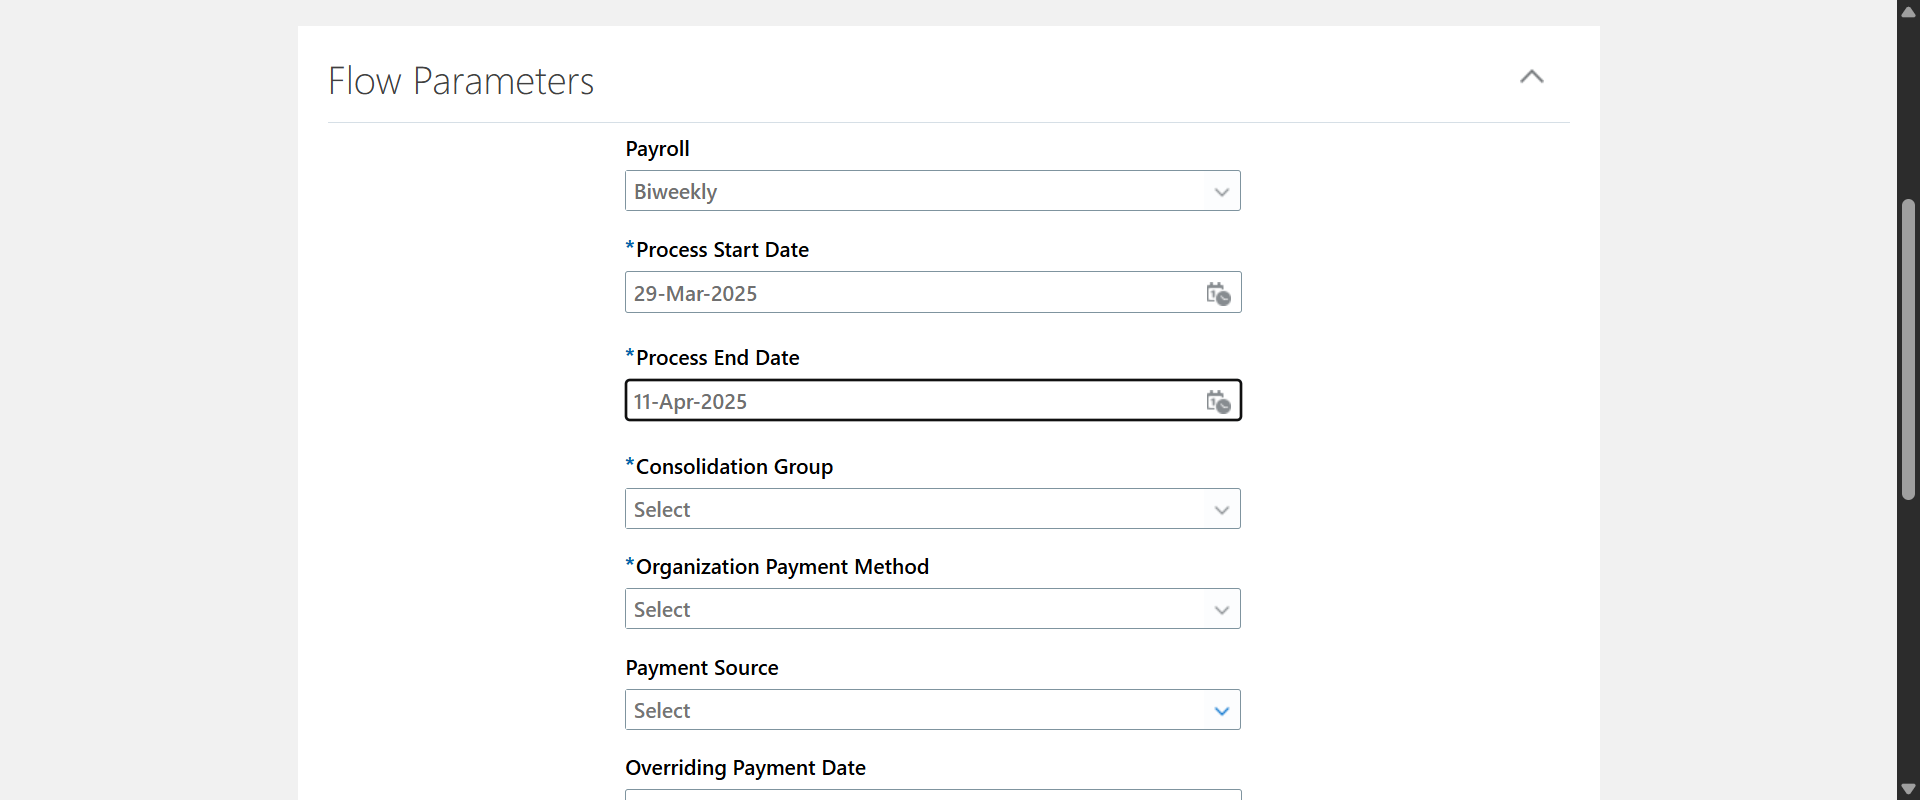 Flow Parameters
Payroll
Biweekly
*Process Start Date
29-Mar-2025
*Process End Date
11-Apr-2025
*Consolidation Group
Select
*Organization Payment Method
Select
Payment Source
Select
Overriding Payment Date